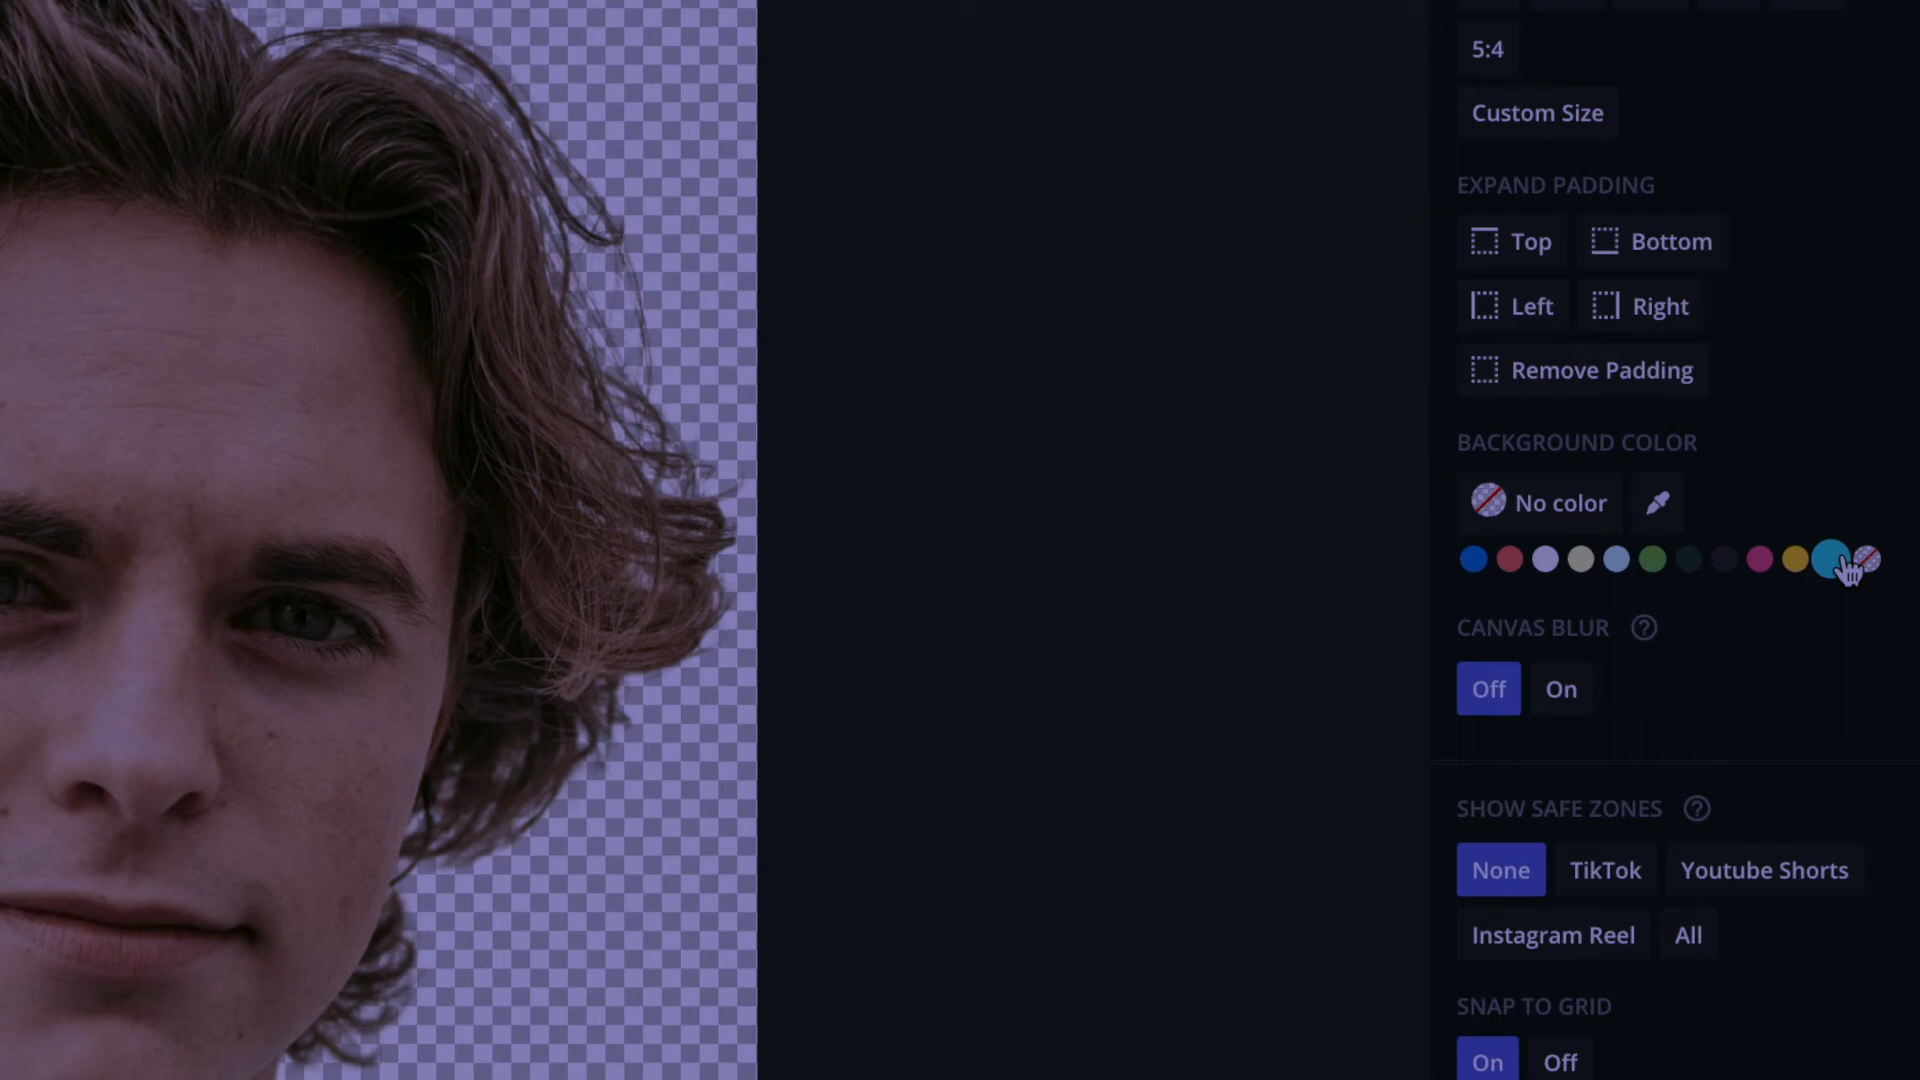 5:4
Custom Size
EXPAND PADDING
Top Bottom
Left Right
Remove Padding
BACKGROUND COLOR
No color
CANVAS BLUR ?
Off On
SHOW SAFE ZONES ?
None TikTok Youtube Shorts
Instagram Reel All
SNAP TO GRID
On Off